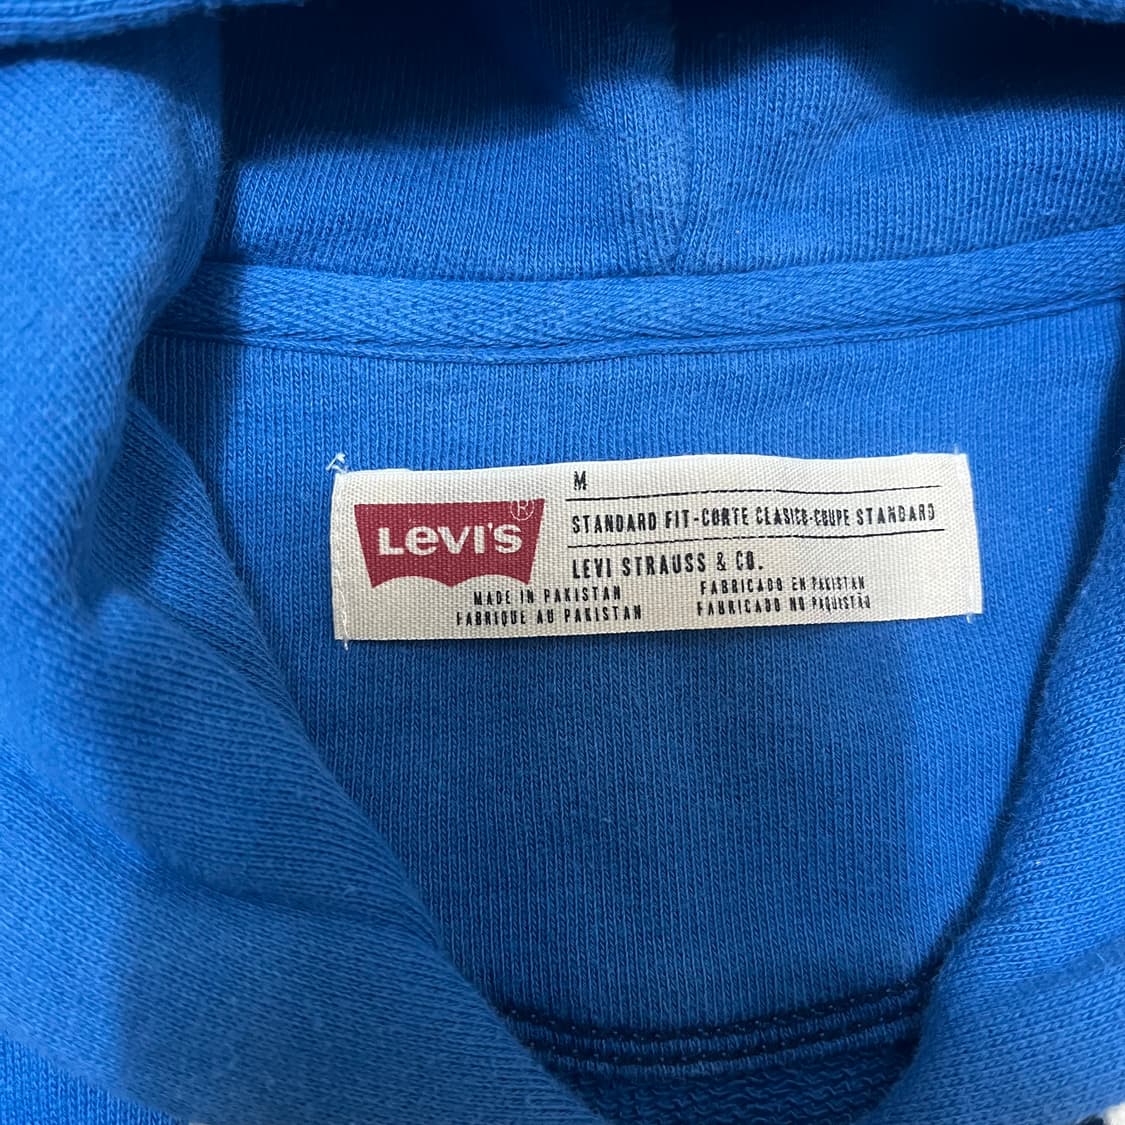 M
STANDARD FIT-CORTE CLASICO-COUPE STANDARD
LEVI'S®
LEVI STRAUSS & CO.
MADE IN PAKISTAN
FABRIQUE AU PAKISTAN
FABRICADO EN PAKISTAN
FABRICADO NO PAQUISTÃO